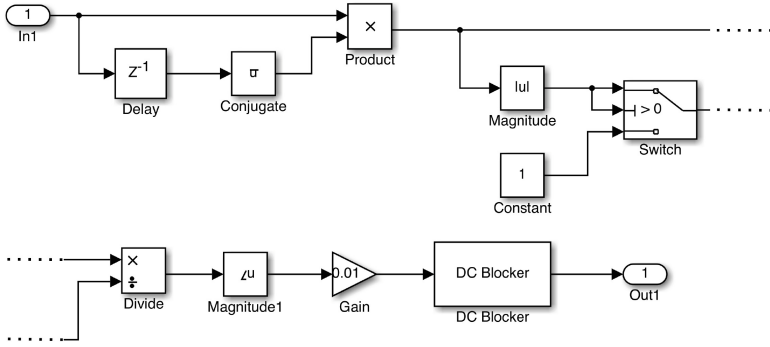 1
In1
Z-1
Delay
u
Conjugate
×
Product
|u|
Magnitude
> 0
Switch
1
Constant
×
÷
Divide
∠u
Magnitude1
0.01
Gain
DC Blocker
DC Blocker
1
Out1